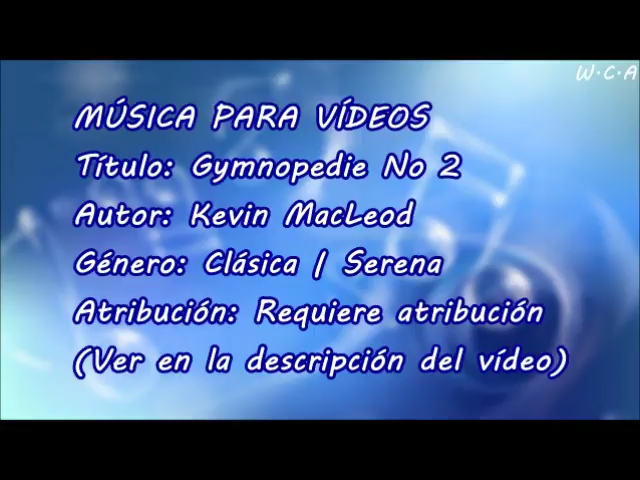 W.C.A
MÚSICA PARA VÍDEOS
Título: Gymnopedie No 2
Autor: Kevin MacLeod
Género: Clásica / Serena
Atribución: Requiere atribución
(Ver en la descripción del vídeo)